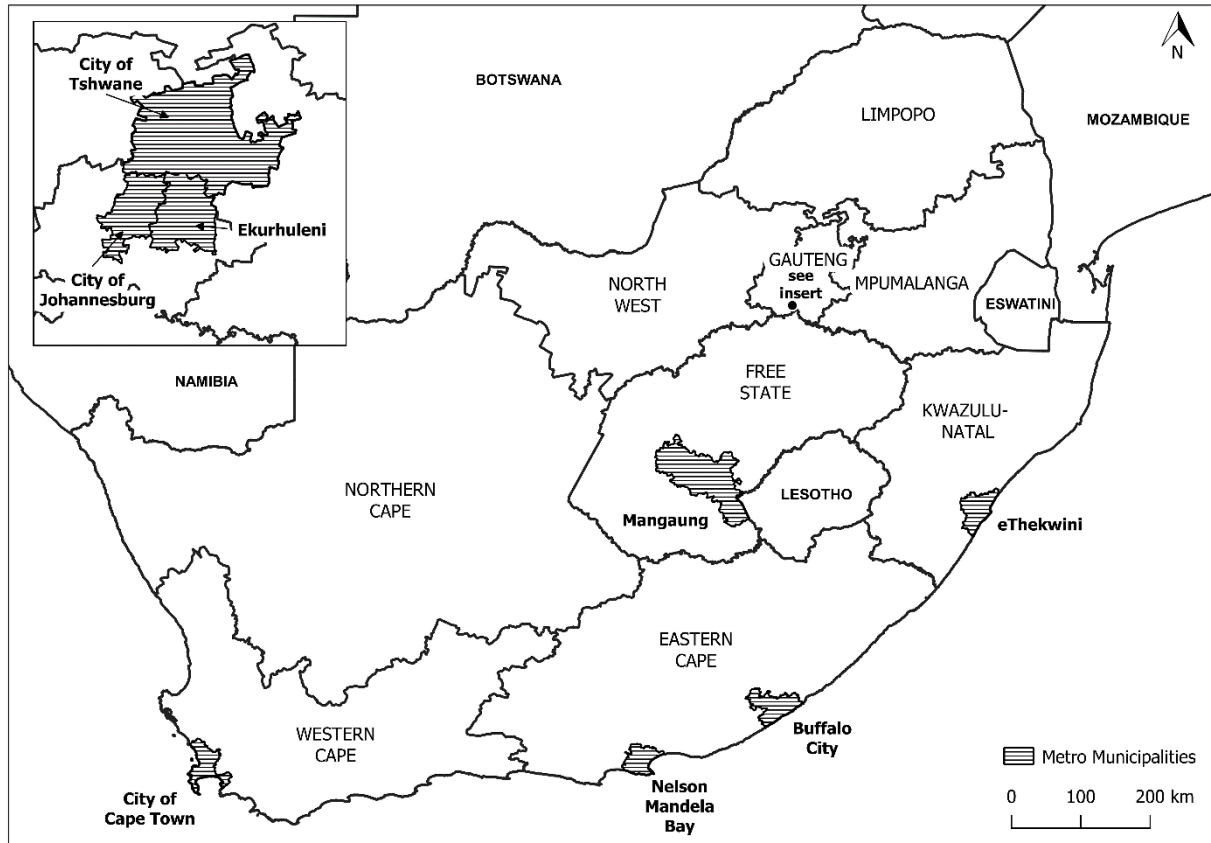 City of
Tshwane
Ekurhuleni
City of
Johannesburg
N
BOTSWANA
LIMPOPO
MOZAMBIQUE
GAUTENG
see
insert
NORTH
WEST
MPUMALANGA
ESWATINI
NAMIBIA
FREE
STATE
KWAZULU-
NATAL
NORTHERN
CAPE
LESOTHO
Mangaung
eThekwini
EASTERN
CAPE
WESTERN
CAPE
Buffalo
City
City of
Cape Town
Nelson
Mandela
Bay
Metro Municipalities
0 100 200 km